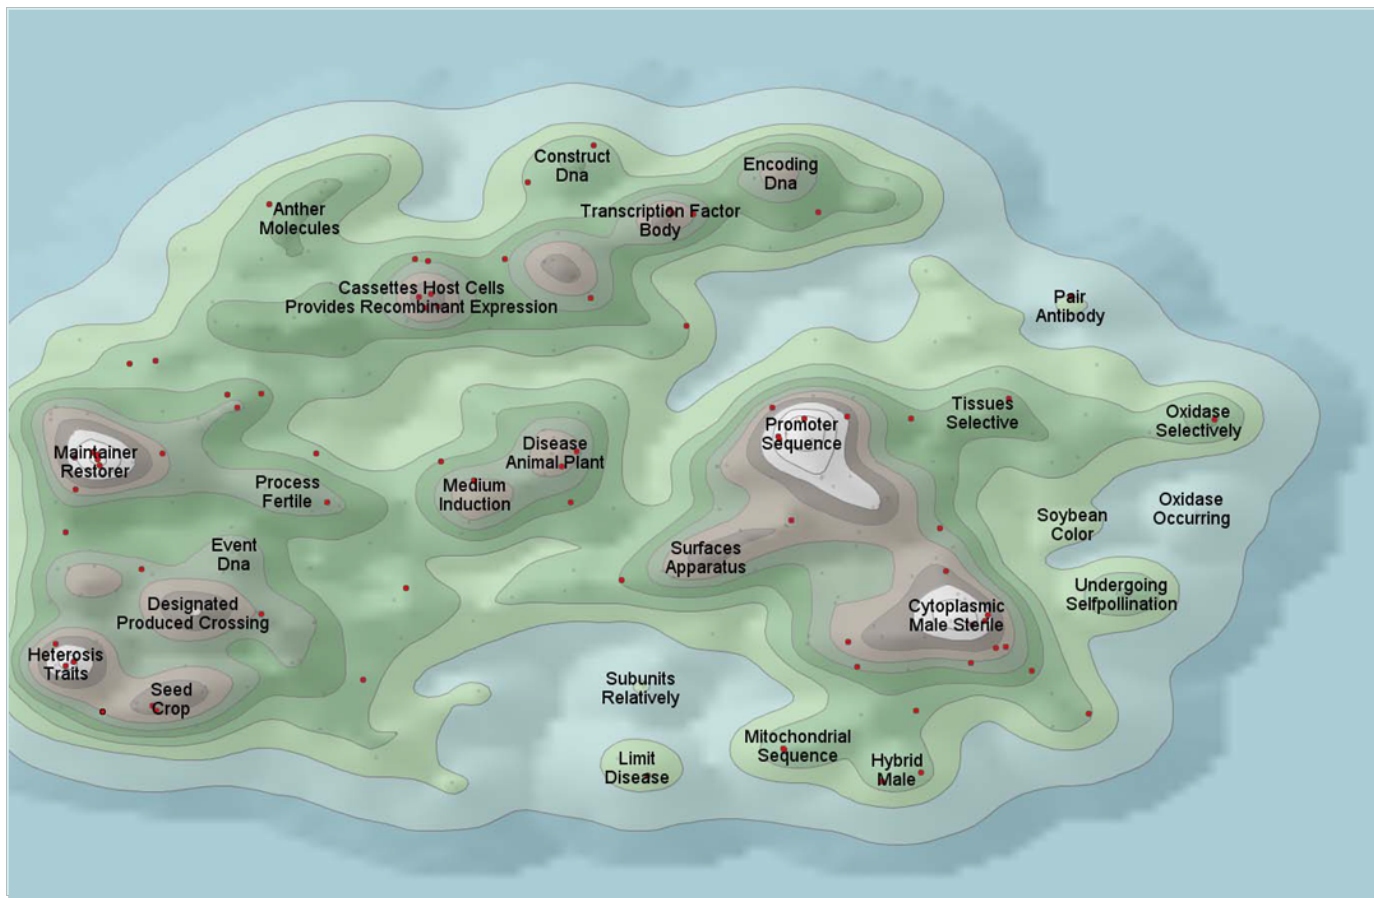 Construct
Dna
Encoding
Dna
Anther
Molecules
Transcription Factor
Body
Cassettes Host Cells
Provides Recombinant Expression
Pair
Antibody
Tissues
Selective
Oxidase
Selectively
Promoter
Sequence
Maintainer
Restorer
Disease
Animal Plant
Process
Fertile
Medium
Induction
Soybean
Color
Oxidase
Occurring
Event
Dna
Surfaces
Apparatus
Undergoing
Selfpollination
Designated
Produced Crossing
Cytoplasmic
Male Sterile
Heterosis
Traits
Seed
Crop
Subunits
Relatively
Mitochondrial
Sequence
Limit
Disease
Hybrid
Male